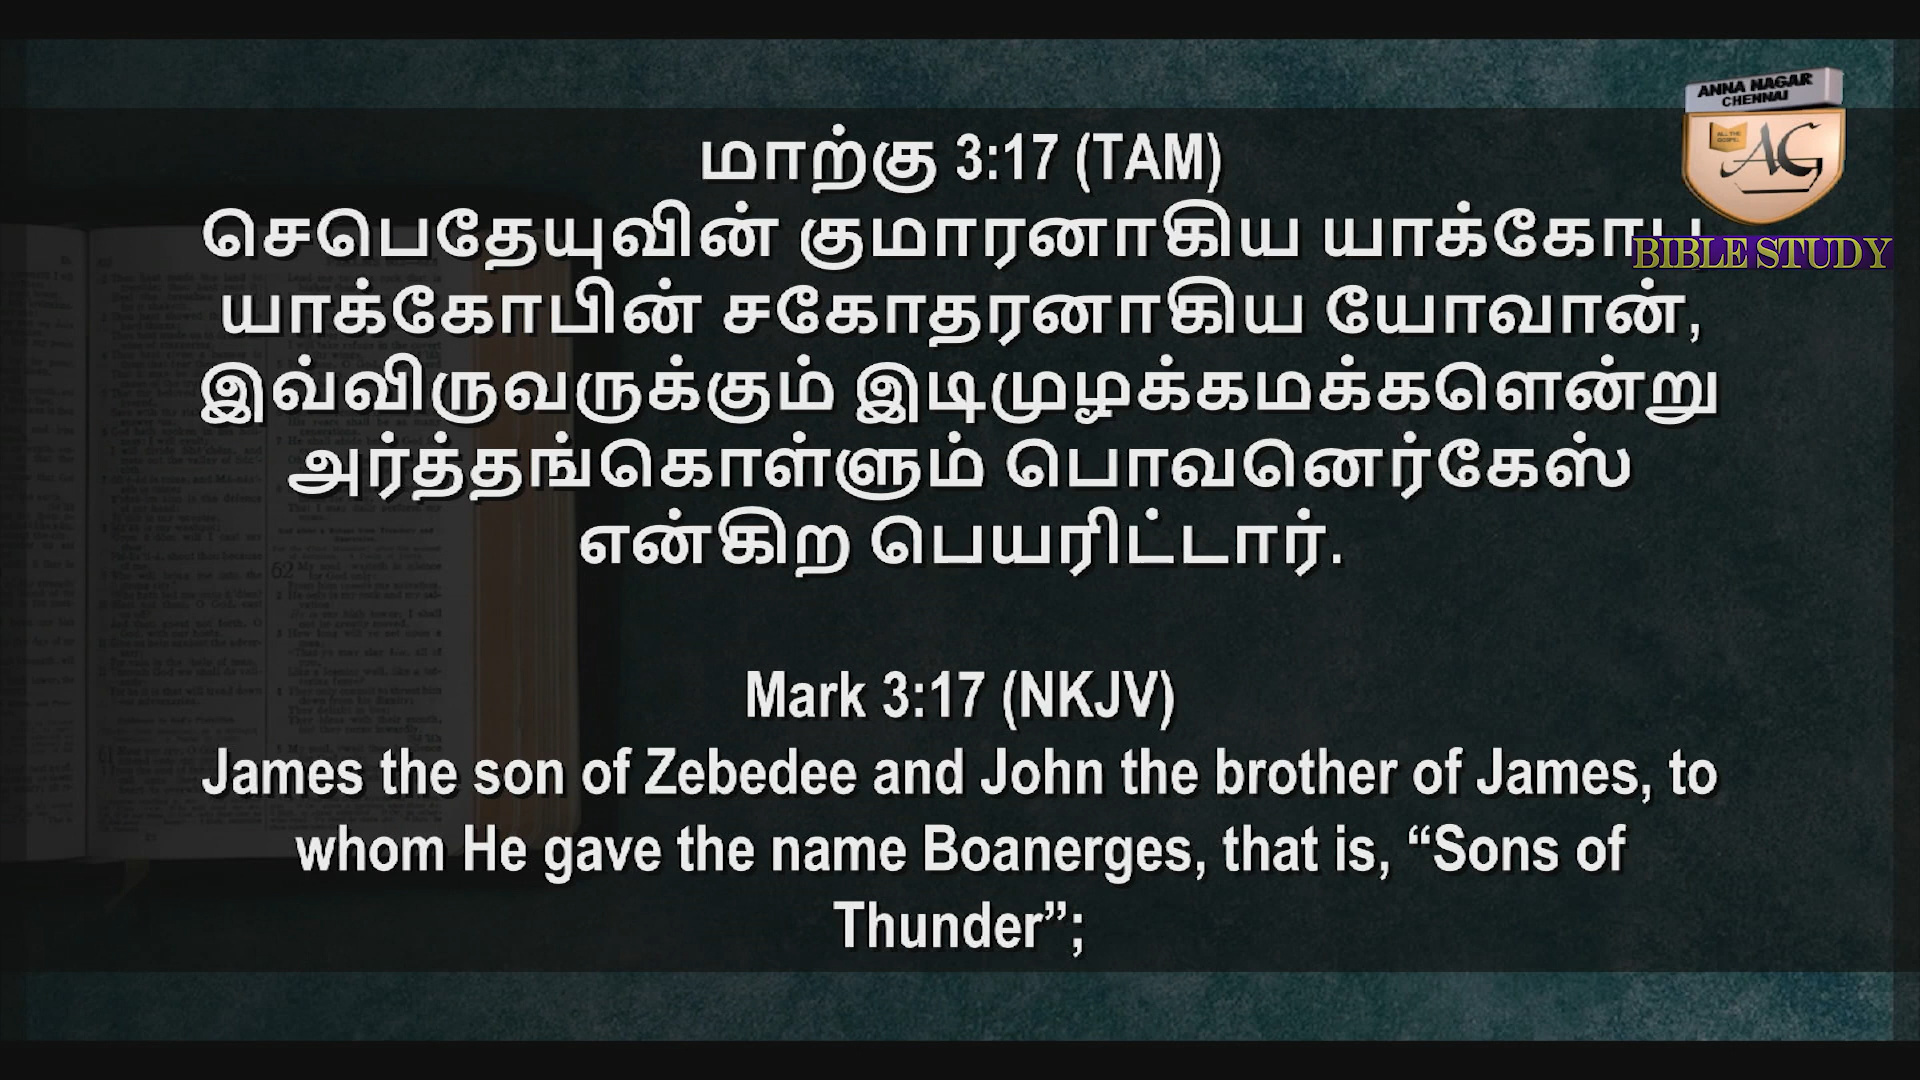 ANNA NAGAR
CHENNAI
AG
BIBLE STUDY
மாற்கு 3:17 (TAM)
செபெதேயுவின் குமாரனாகிய
யாக்கோபின் சகோதரனாகிய யோவான்,
இவ்விருவருக்கும் இடிமுழக்கமக்களென்று
அர்த்தங்கொள்ளும் பொவனெர்கேஸ்
என்கிற பெயரிட்டார்.
Mark 3:17 (NKJV)
James the son of Zebedee and John the brother of James, to
whom He gave the name Boanerges, that is, “Sons of
Thunder”;